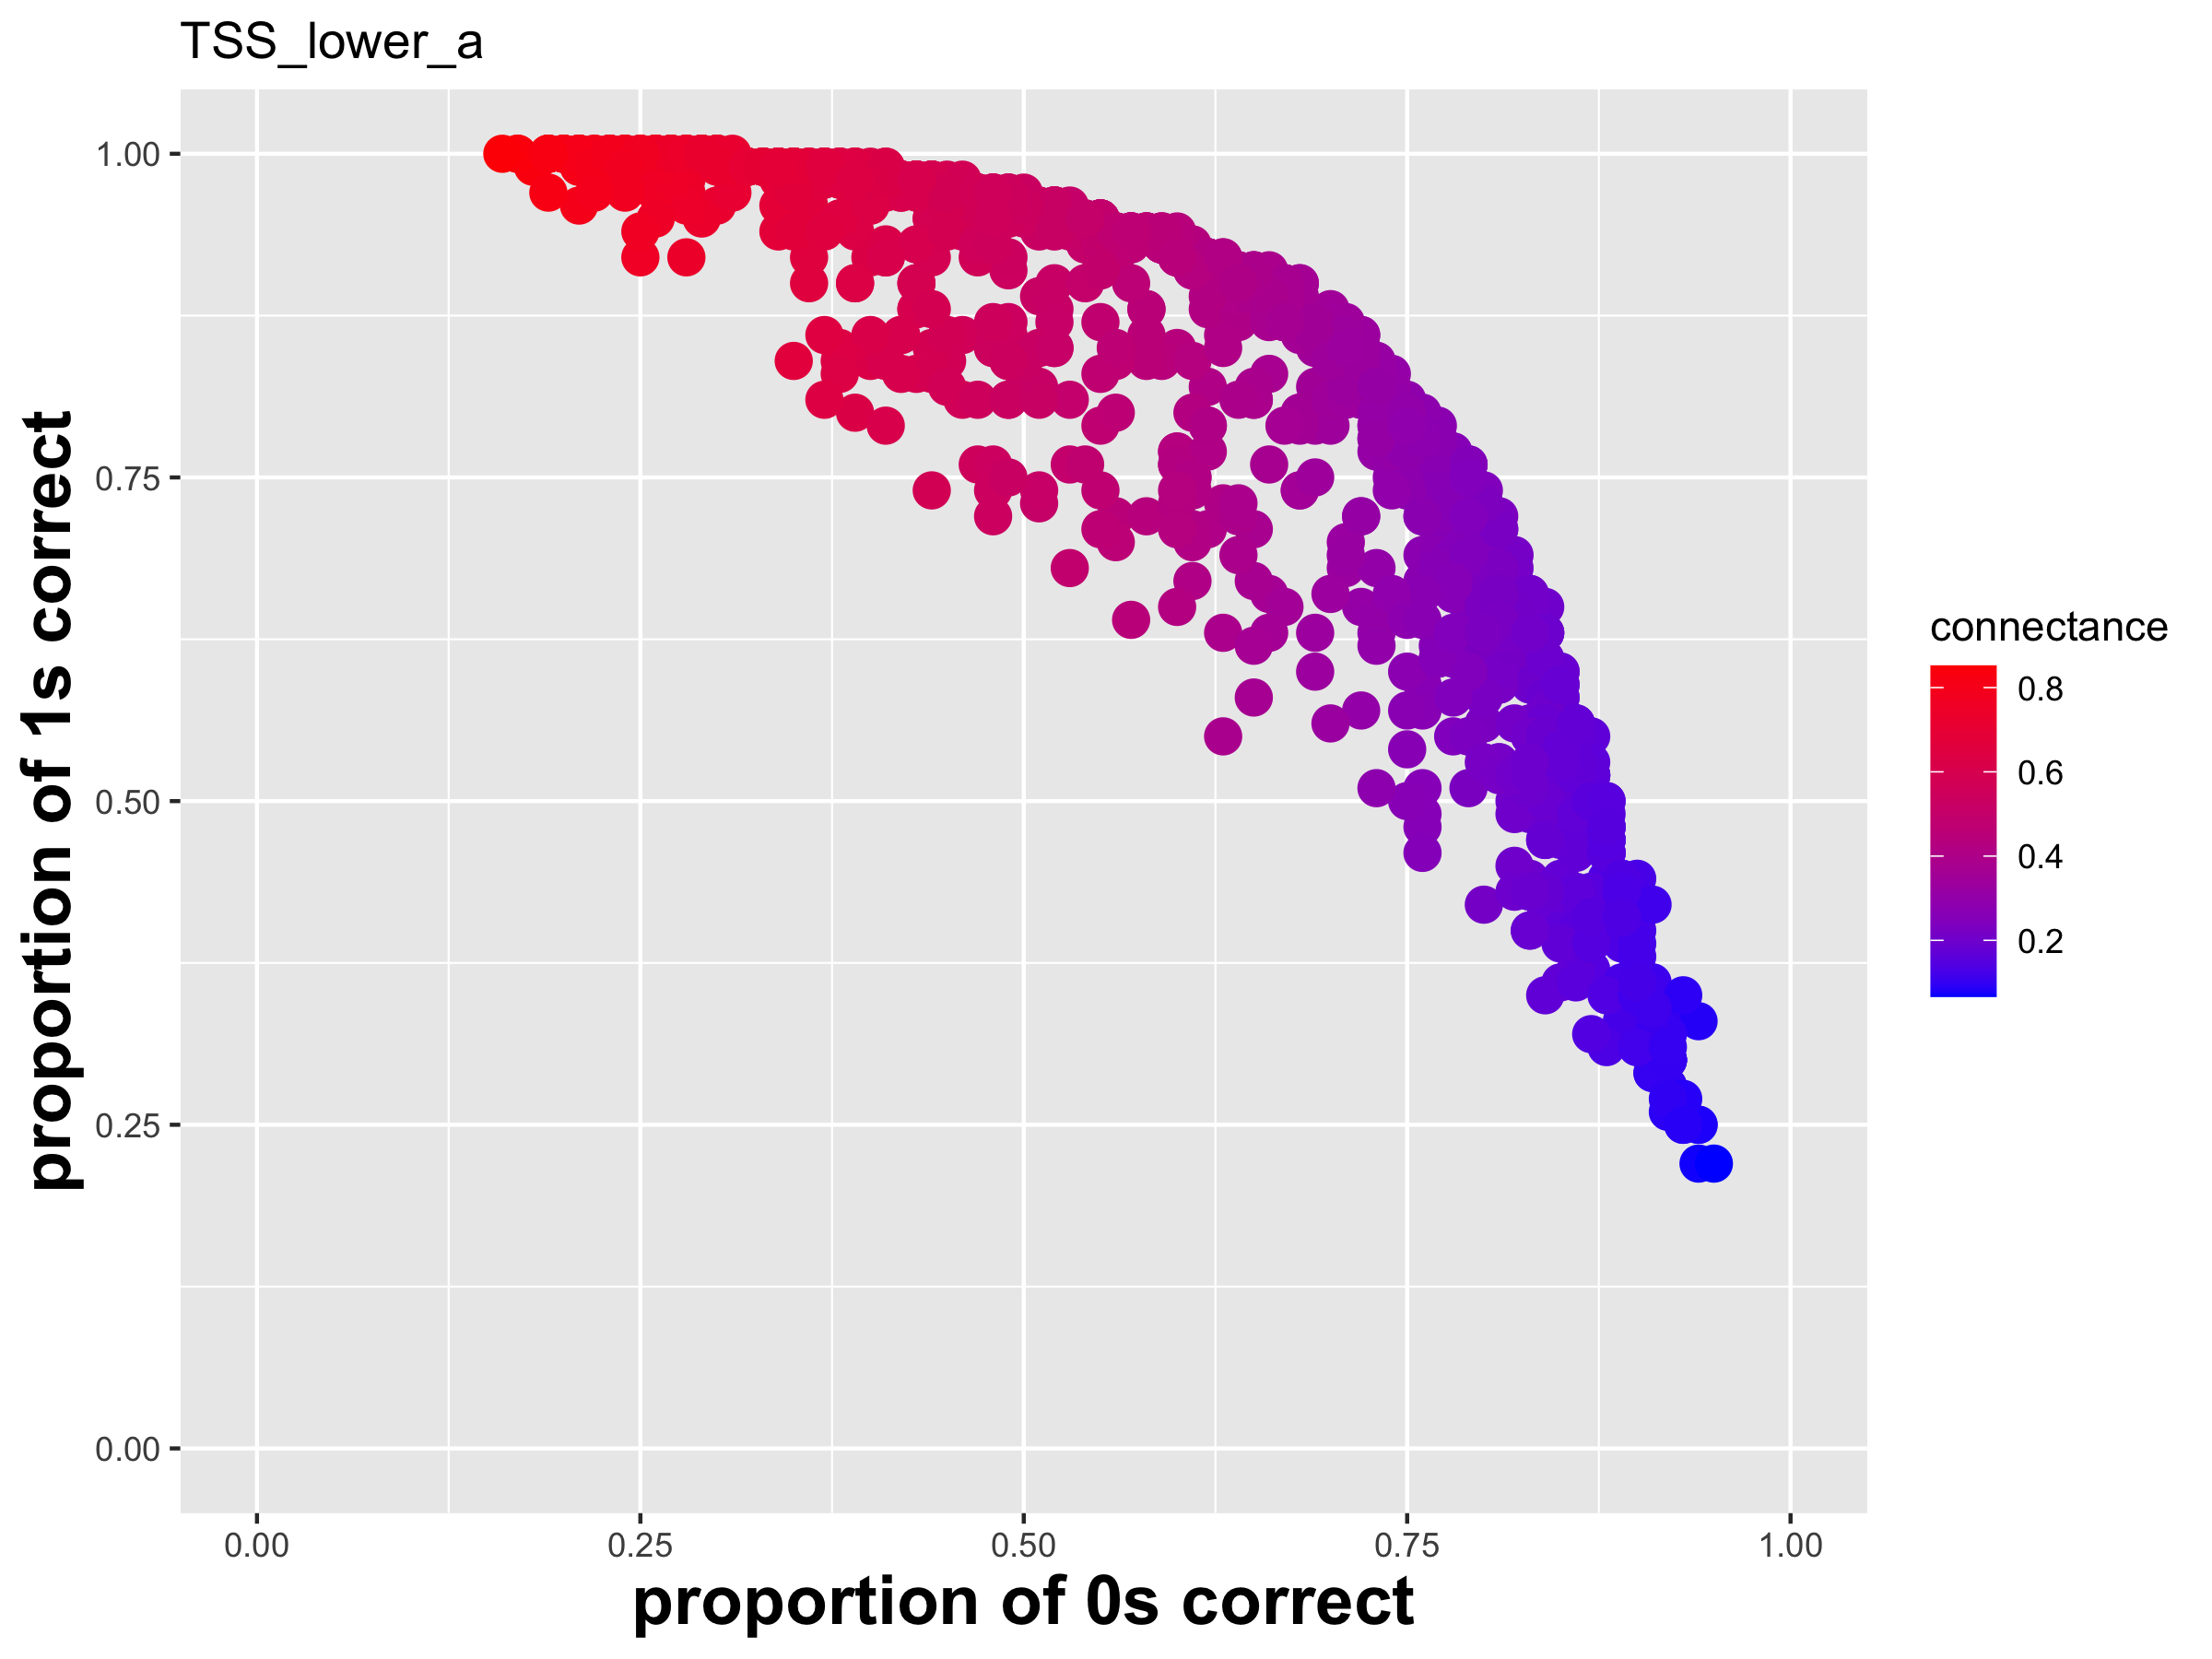 TSS_lower_a
proportion of 1s correct
1.00
0.75
0.50
0.25
0.00
0.00 0.25 0.50 0.75 1.00
proportion of 0s correct
connectance
0.8
0.6
0.4
0.2